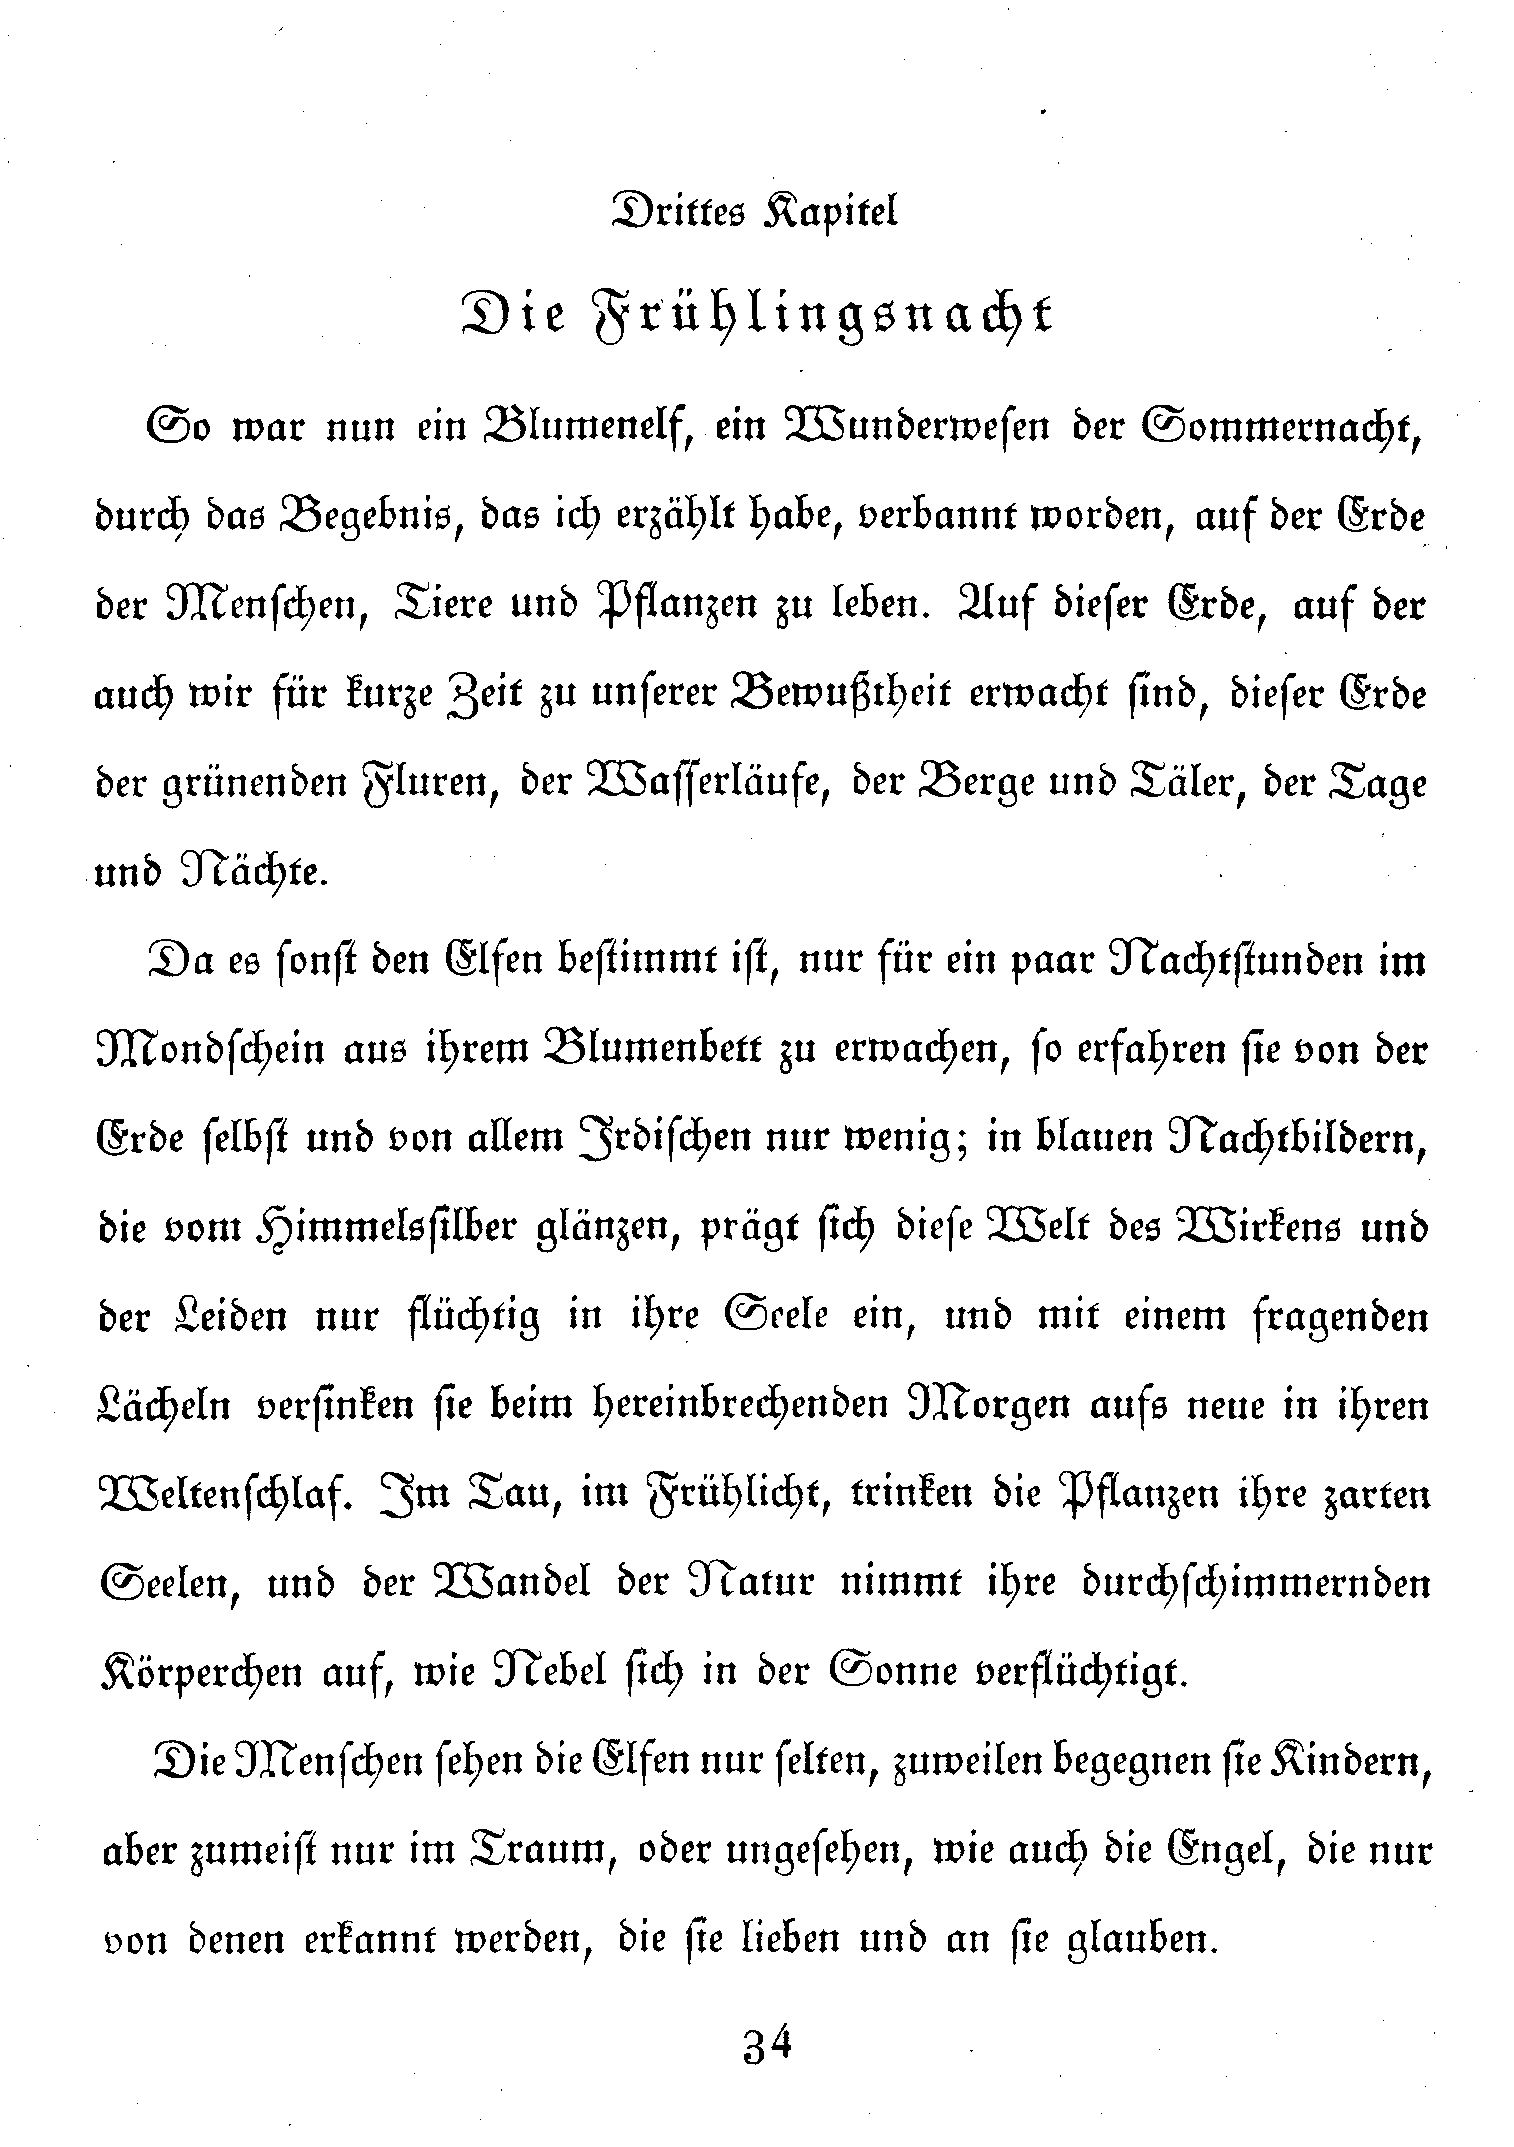 Drittes Kapitel
Die Frühlingsnacht
So war nun ein Blumenelf, ein Wunderwesen der Sommernacht,
durch das Begebnis, das ich erzählt habe, verbannt worden, auf der Erde
der Menschen, Tiere und Pflanzen zu leben. Auf dieser Erde, auf der
auch wir für kurze Zeit zu unserer Bewußtheit erwacht sind, dieser Erde
der grünenden Fluren, der Wasserläufe, der Berge und Täler, der Tage
und Nächte.
Da es sonst den Elfen bestimmt ist, nur für ein paar Nachtstunden im
Mondschein aus ihrem Blumenbett zu erwachen, so erfahren sie von der
Erde selbst und von allem Irdischen nur wenig; in blauen Nachtbildern,
die vom Himmelssilber glänzen, prägt sich diese Welt des Wirkens und
der Leiden nur flüchtig in ihre Seele ein, und mit einem fragenden
Lächeln versinken sie beim hereinbrechenden Morgen aufs neue in ihren
Weltenschlaf. Im Tau, im Frühlicht, trinken die Pflanzen ihre zarten
Seelen, und der Wandel der Natur nimmt ihre durchschimmernden
Körperchen auf, wie Nebel sich in der Sonne verflüchtigt.
Die Menschen sehen die Elfen nur selten, zuweilen begegnen sie Kindern,
aber zumeist nur im Traum, oder ungesehen, wie auch die Engel, die nur
von denen erkannt werden, die sie lieben und an sie glauben.
34